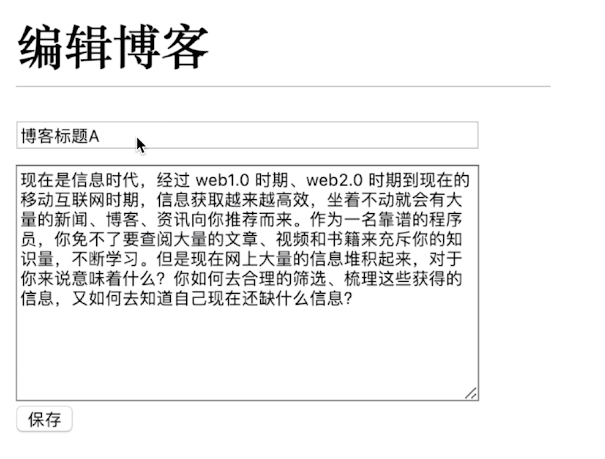 编辑博客
博客标题A
现在是信息时代，经过 web1.0 时期、web2.0 时期到现在的
移动互联网时期，信息获取越来越高效，坐着不动就会有大
量的新闻、博客、资讯向你推荐而来。作为一名靠谱的程序
员，你免不了要查阅大量的文章、视频和书籍来充斥你的知
识量，不断学习。但是现在网上大量的信息堆积起来，对于
你来说意味着什么？你如何去合理的筛选、梳理这些获得的
信息，又如何去知道自己现在还缺什么信息？
保存